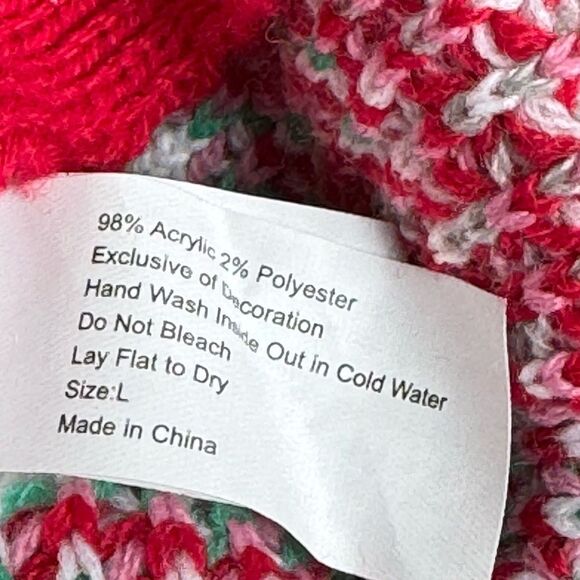 98% Acrylic 2% Polyester
Exclusive of Decoration
Hand Wash Inside Out in Cold Water
Do Not Bleach
Lay Flat to Dry
Size:L
Made in China